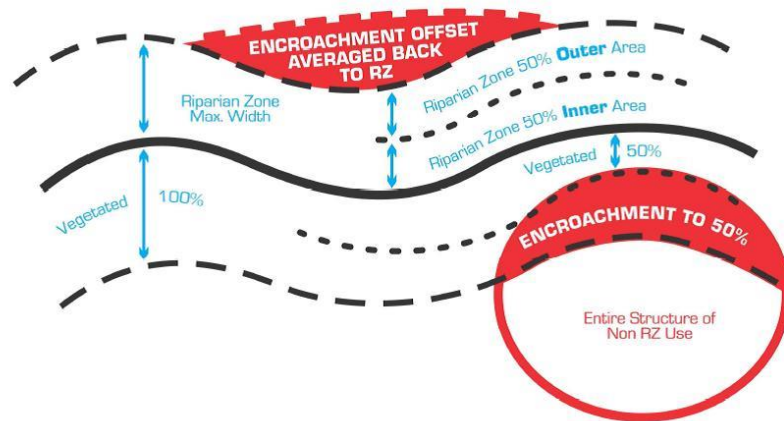 ENCROACHMENT OFFSET
AVERAGED BACK
TO RZ
Riparian Zone
Max. Width
Riparian Zone 50% Outer Area
Riparian Zone 50% Inner Area
Vegetated 100%
Vegetated 50%
ENCROACHMENT TO 50%
Entire Structure of
Non RZ Use